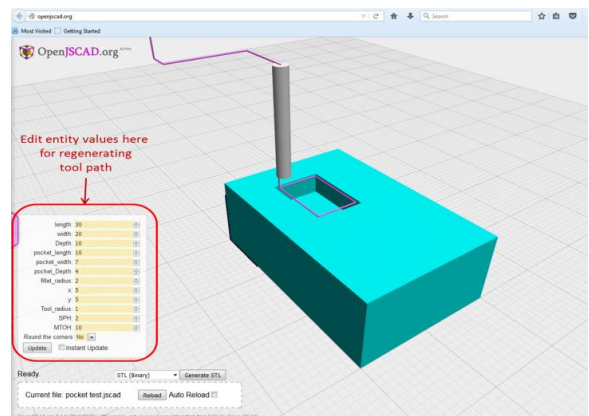 openjscad.org
Search
Most Visited Getting Started
OpenJSCAD.org
Edit entity values here
for regenerating
tool path
length 30
width 20
Depth 10
pocket_length 10
pocket_width 7
pocket_Depth 4
fillet_radius 2
x 5
y 5
Tool_radius 1
SPH 2
MTOH 10
Round the corners No
Update Instant Update
Ready. STL (Binary) Generate STL
Current file: pocket test.jscad Reload Auto Reload